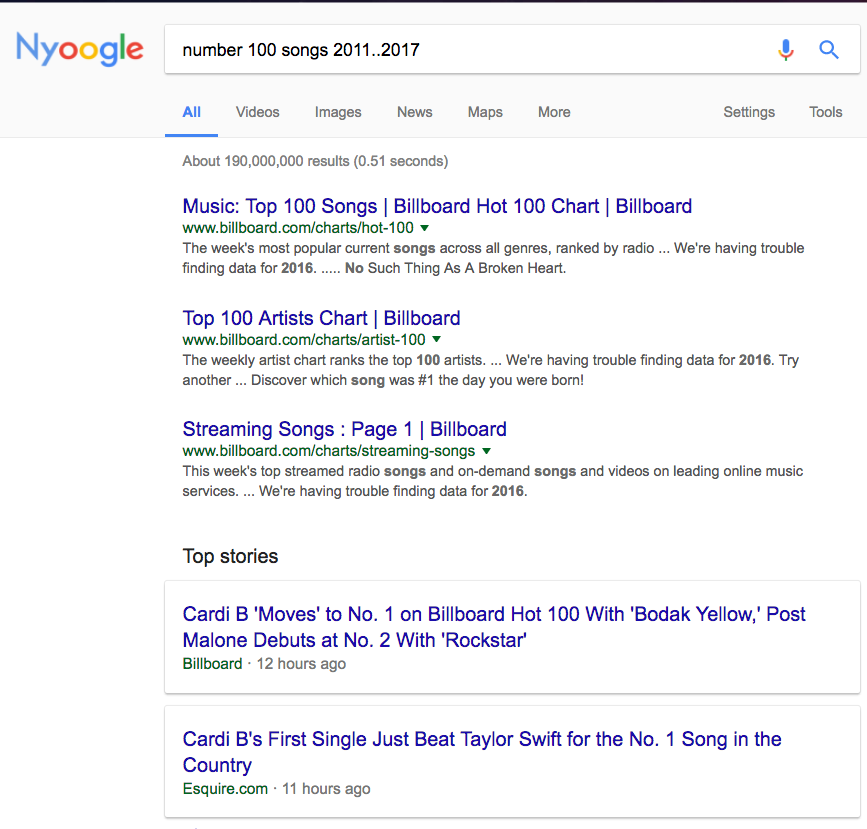 Nyoogle
number 100 songs 2011..2017
All Videos Images News Maps More Settings Tools
About 190,000,000 results (0.51 seconds)
Music: Top 100 Songs | Billboard Hot 100 Chart | Billboard
www.billboard.com/charts/hot-100
The week's most popular current songs across all genres, ranked by radio ... We're having trouble
finding data for 2016. ..... No Such Thing As A Broken Heart.
Top 100 Artists Chart | Billboard
www.billboard.com/charts/artist-100
The weekly artist chart ranks the top 100 artists. ... We're having trouble finding data for 2016. Try
another ... Discover which song was #1 the day you were born!
Streaming Songs : Page 1 | Billboard
www.billboard.com/charts/streaming-songs
This week's top streamed radio songs and on-demand songs and videos on leading online music
services. ... We're having trouble finding data for 2016.
Top stories
Cardi B 'Moves' to No. 1 on Billboard Hot 100 With 'Bodak Yellow,' Post
Malone Debuts at No. 2 With 'Rockstar'
Billboard · 12 hours ago
Cardi B's First Single Just Beat Taylor Swift for the No. 1 Song in the
Country
Esquire.com · 11 hours ago